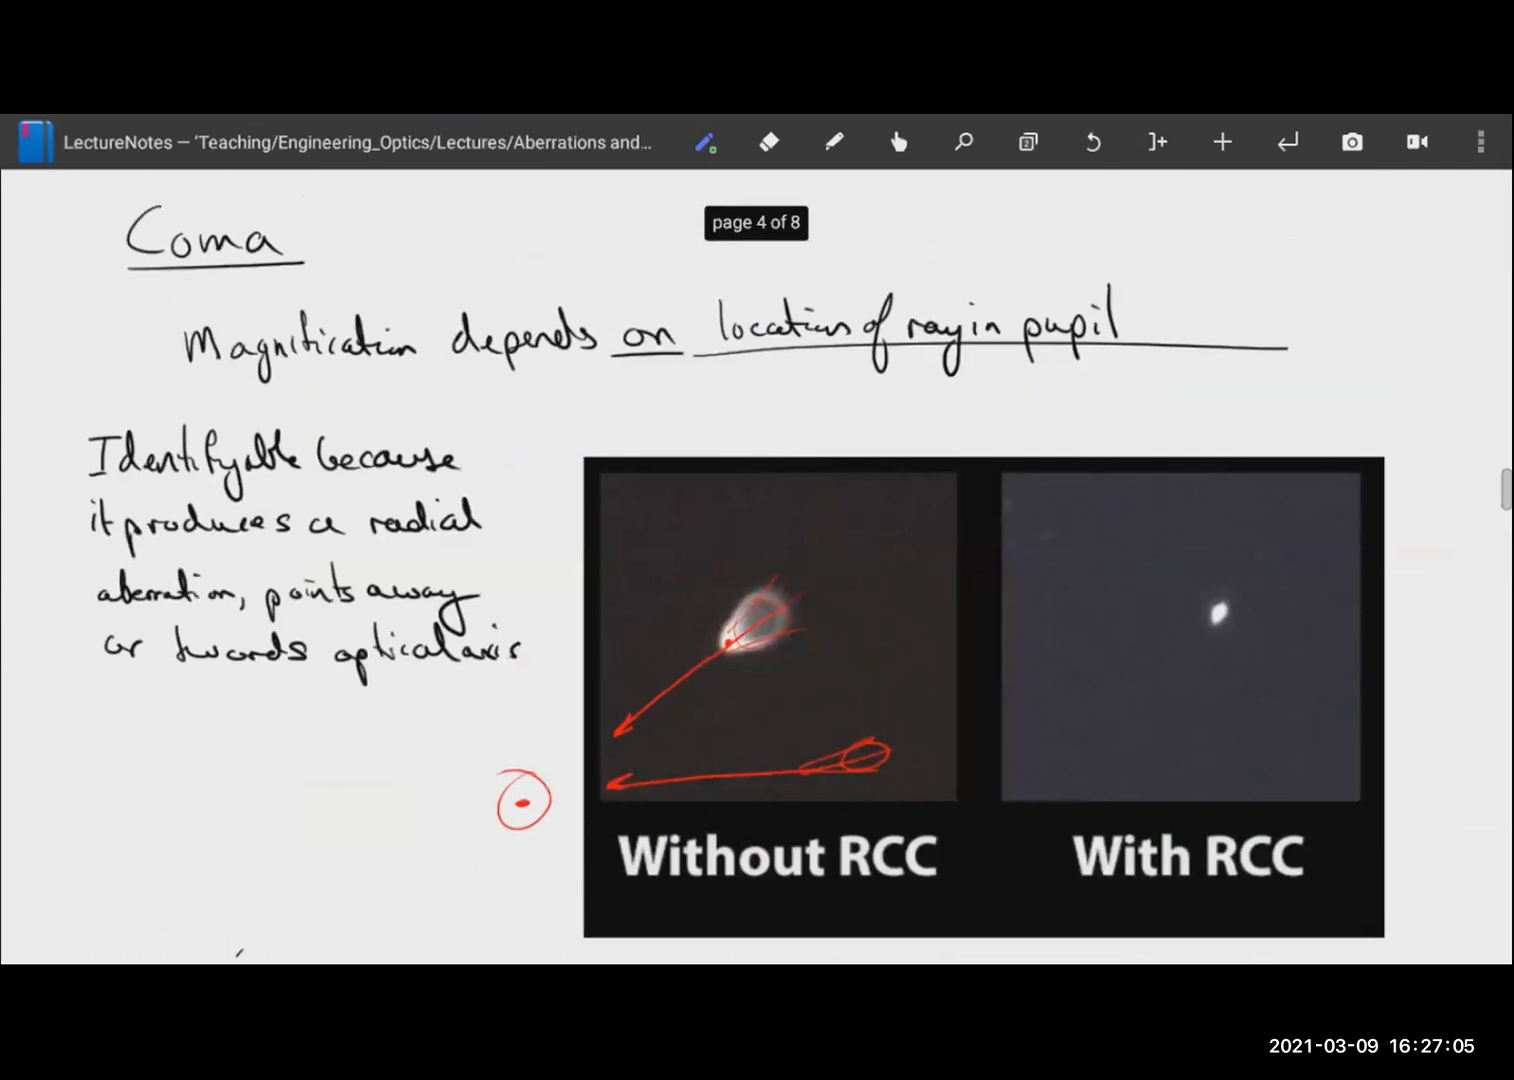 LectureNotes — 'Teaching/Engineering_Optics/Lectures/Aberrations and...
page 4 of 8
Coma
Magnification depends on location of ray in pupil
Identifyable because
it produces a radial
aberration, points away
or towards optical axis
Without RCC
With RCC
2021-03-09 16:27:05